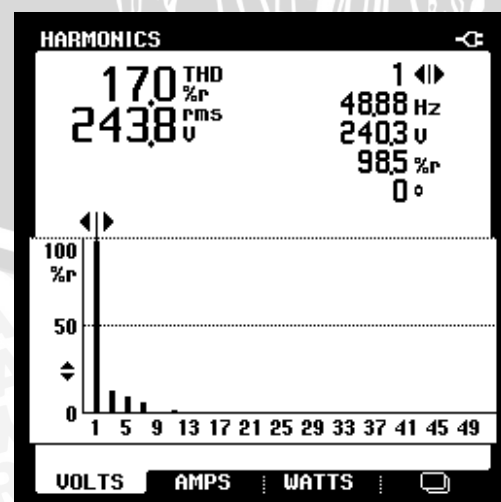 HARMONICS
17.0 THD %r
243.8 rms V
1
48.88 Hz
240.3 V
98.5 %r
0 °
100
%r
50
0
1 5 9 13 17 21 25 29 33 37 41 45 49
VOLTS AMPS WATTS